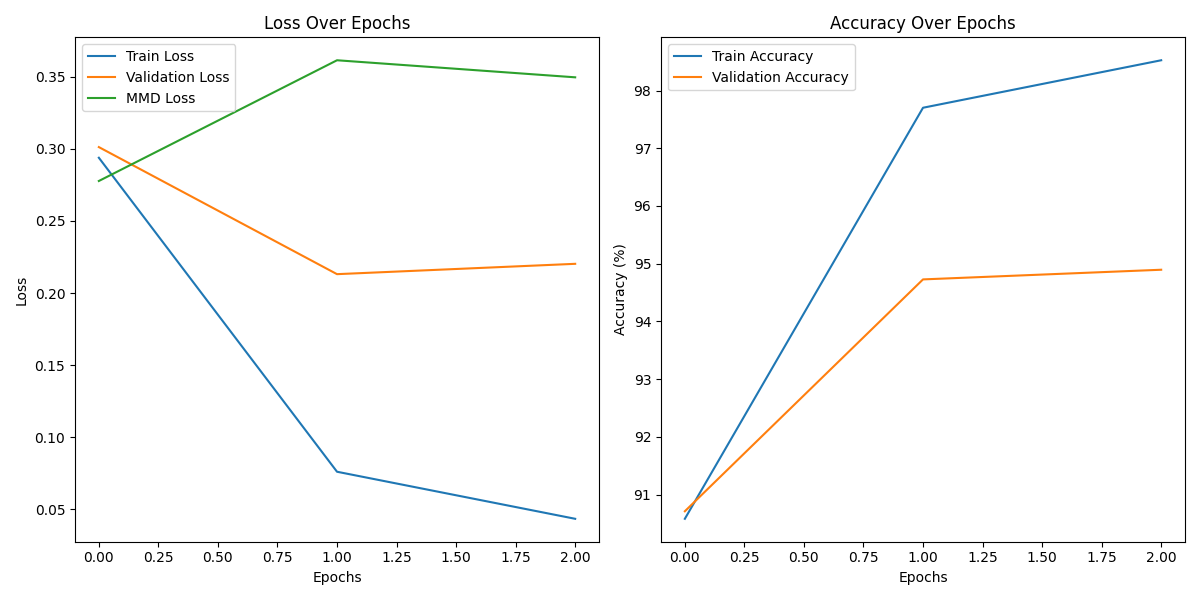 Loss Over Epochs
Train Loss
Validation Loss
MMD Loss
0.35
0.30
0.25
0.20
0.15
0.10
0.05
Loss
0.00 0.25 0.50 0.75 1.00 1.25 1.50 1.75 2.00
Epochs
Accuracy Over Epochs
Train Accuracy
Validation Accuracy
98
97
96
95
94
93
92
91
Accuracy (%)
0.00 0.25 0.50 0.75 1.00 1.25 1.50 1.75 2.00
Epochs